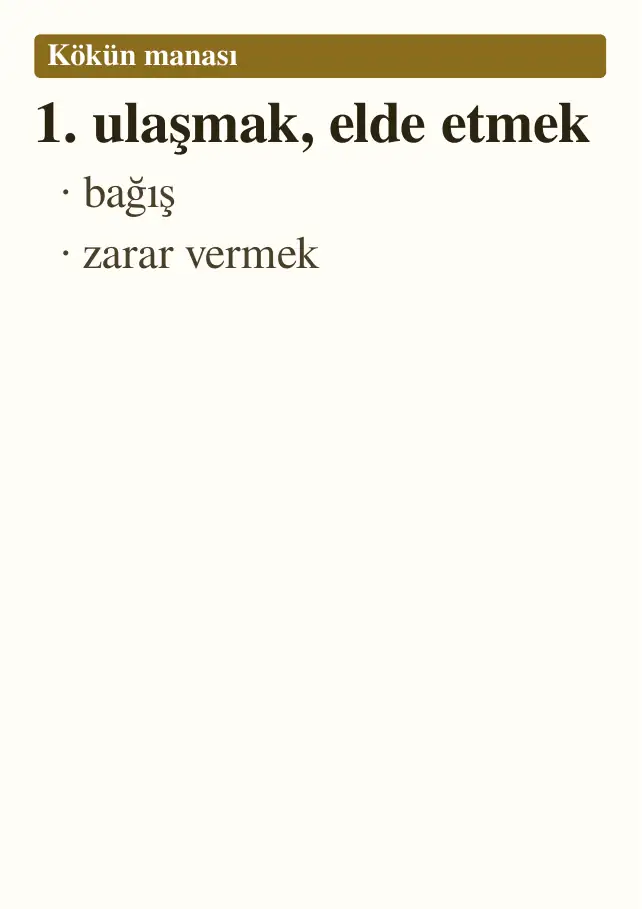 Kökün manası
1. ulaşmak, elde etmek
· bağış
· zarar vermek